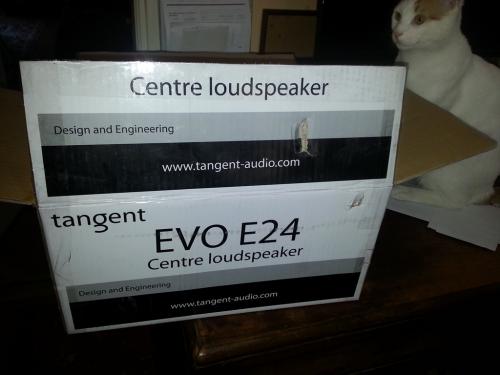 Centre loudspeaker
Design and Engineering
www.tangent-audio.com
tangent
EVO E24
Centre loudspeaker
Design and Engineering
www.tangent-audio.com